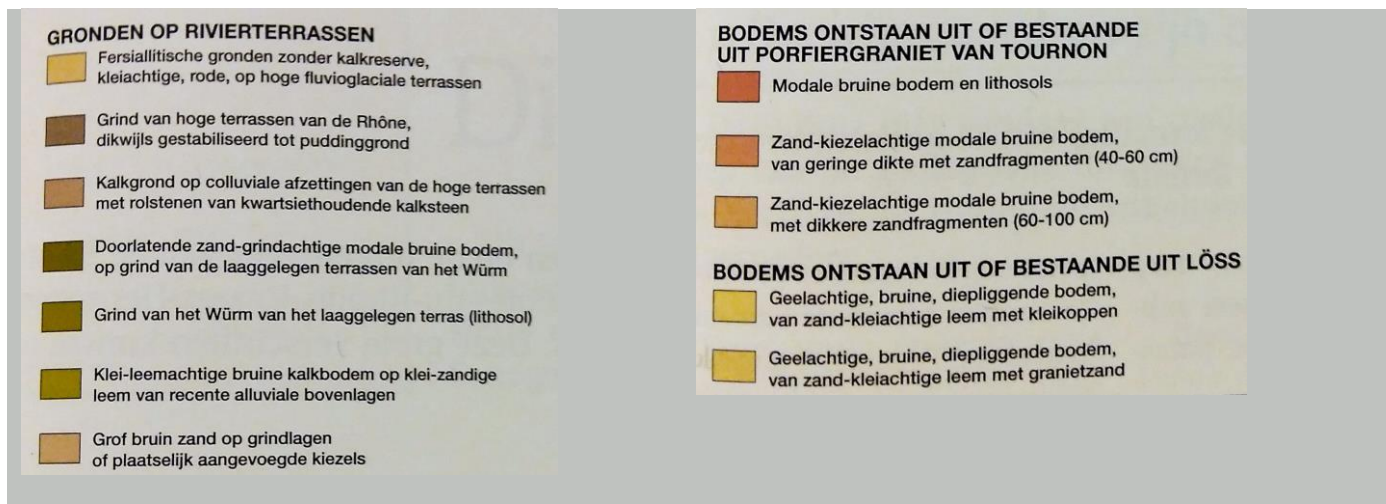 GRONDEN OP RIVIERTERRASSEN
Fersiallitische gronden zonder kalkreserve,
kleiachtige, rode, op hoge fluvioglaciale terrassen
Grind van hoge terrassen van de Rhône,
dikwijls gestabiliseerd tot puddinggrond
Kalkgrond op colluviale afzettingen van de hoge terrassen
met rolstenen van kwartsiethoudende kalksteen
Doorlatende zand-grindachtige modale bruine bodem,
op grind van de laaggelegen terrassen van het Würm
Grind van het Würm van het laaggelegen terras (lithosol)
Klei-leemachtige bruine kalkbodem op klei-zandige
leem van recente alluviale bovenlagen
Grof bruin zand op grindlagen
of plaatselijk aangevoegde kiezels
BODEMS ONTSTAAN UIT OF BESTAANDE
UIT PORFIERGRANIET VAN TOURNON
Modale bruine bodem en lithosols
Zand-kiezelachtige modale bruine bodem,
van geringe dikte met zandfragmenten (40-60 cm)
Zand-kiezelachtige modale bruine bodem,
met dikkere zandfragmenten (60-100 cm)
BODEMS ONTSTAAN UIT OF BESTAANDE UIT LÖSS
Geelachtige, bruine, diepliggende bodem,
van zand-kleiachtige leem met kleikoppen
Geelachtige, bruine, diepliggende bodem,
van zand-kleiachtige leem met granietzand